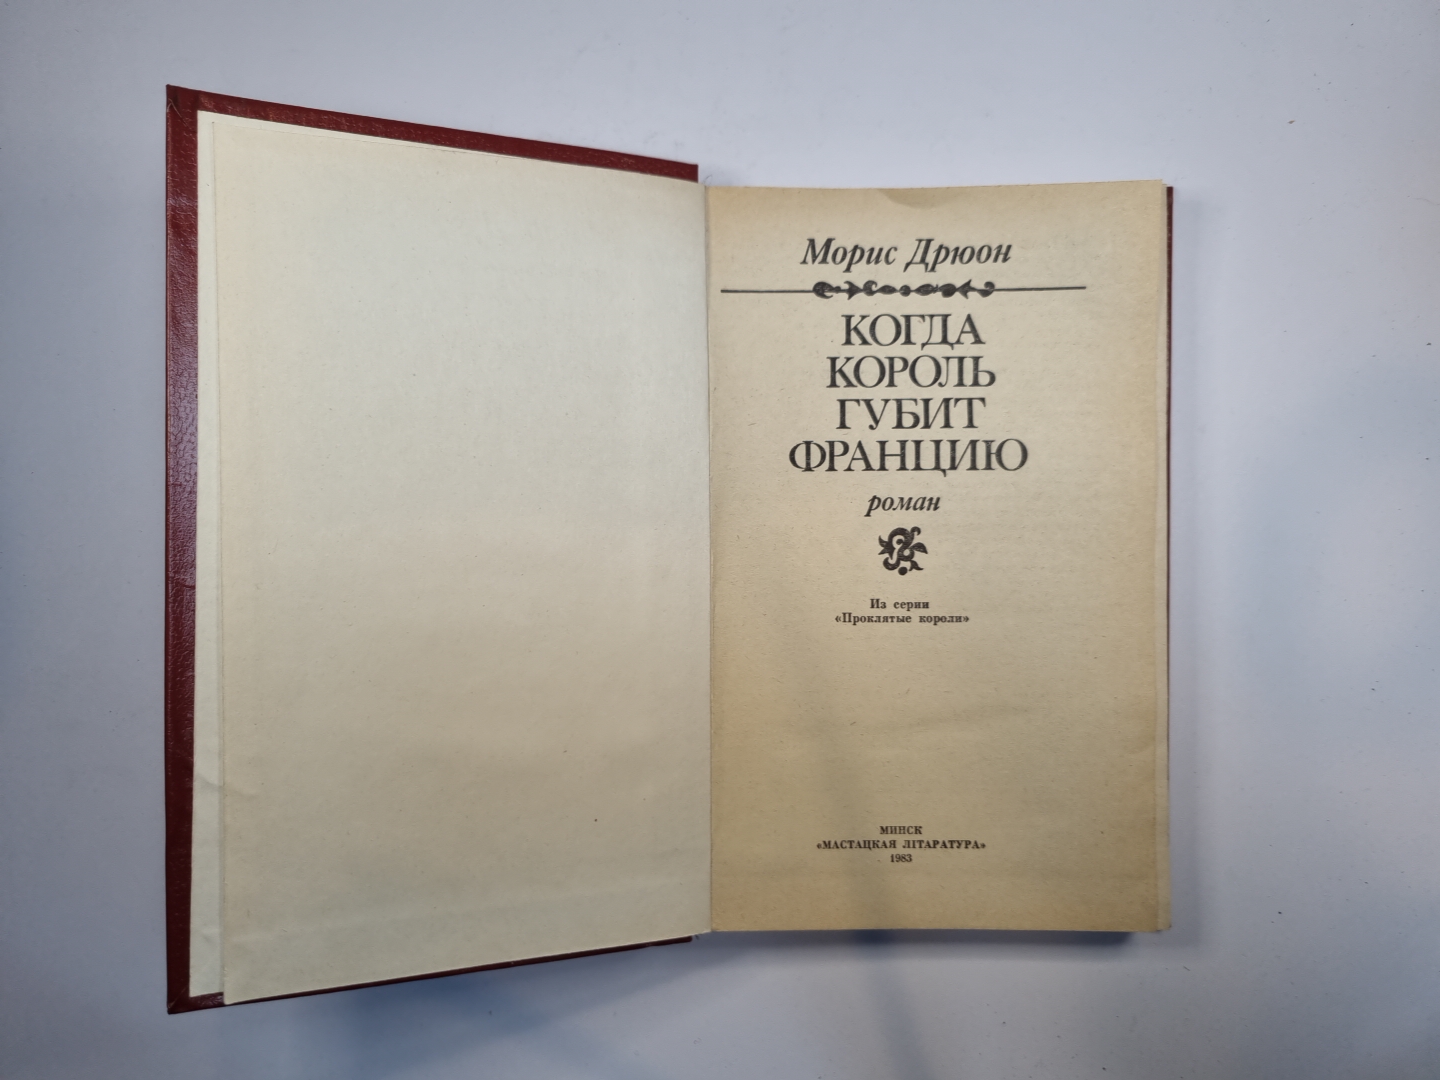 Морис Дрюон
КОГДА
КОРОЛЬ
ГУБИТ
ФРАНЦИЮ
роман
Из серии
«Проклятые короли»
МИНСК
«МАСТАЦКАЯ ЛІТАРАТУРА»
1983